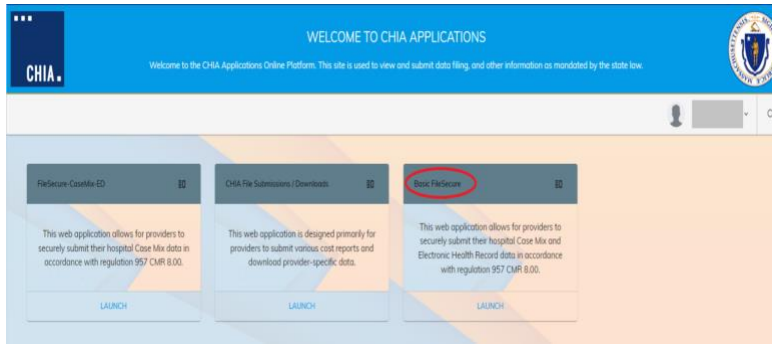 WELCOME TO CHIA APPLICATIONS
Welcome to the CHIA Applications Online Platform. This site is used to view and submit data filing, and other information as mandated by the state law.
CHIA.
FileSecure-CaseMix-ED
This web application allows for providers to
securely submit their hospital Case Mix data in
accordance with regulation 957 CMR 8.00.
LAUNCH
CHIA File Submissions / Downloads
This web application is designed primarily for
providers to submit various cost reports and
download provider-specific data.
LAUNCH
Basic FileSecure
This web application allows for providers to
securely submit their hospital Case Mix and
Electronic Health Record data in accordance
with regulation 957 CMR 8.00.
LAUNCH